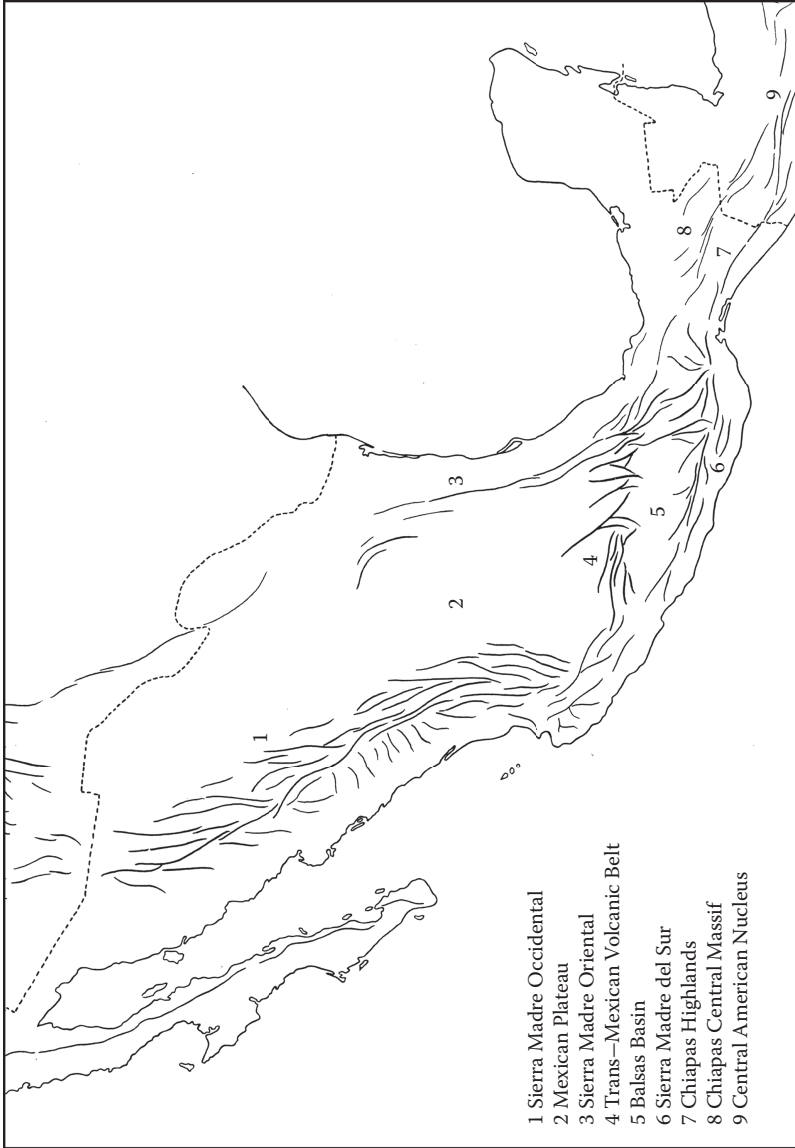 1 Sierra Madre Occidental
2 Mexican Plateau
3 Sierra Madre Oriental
4 Trans–Mexican Volcanic Belt
5 Balsas Basin
6 Sierra Madre del Sur
7 Chiapas Highlands
8 Chiapas Central Massif
9 Central American Nucleus
1
2
3
4
5
6
7
8
9